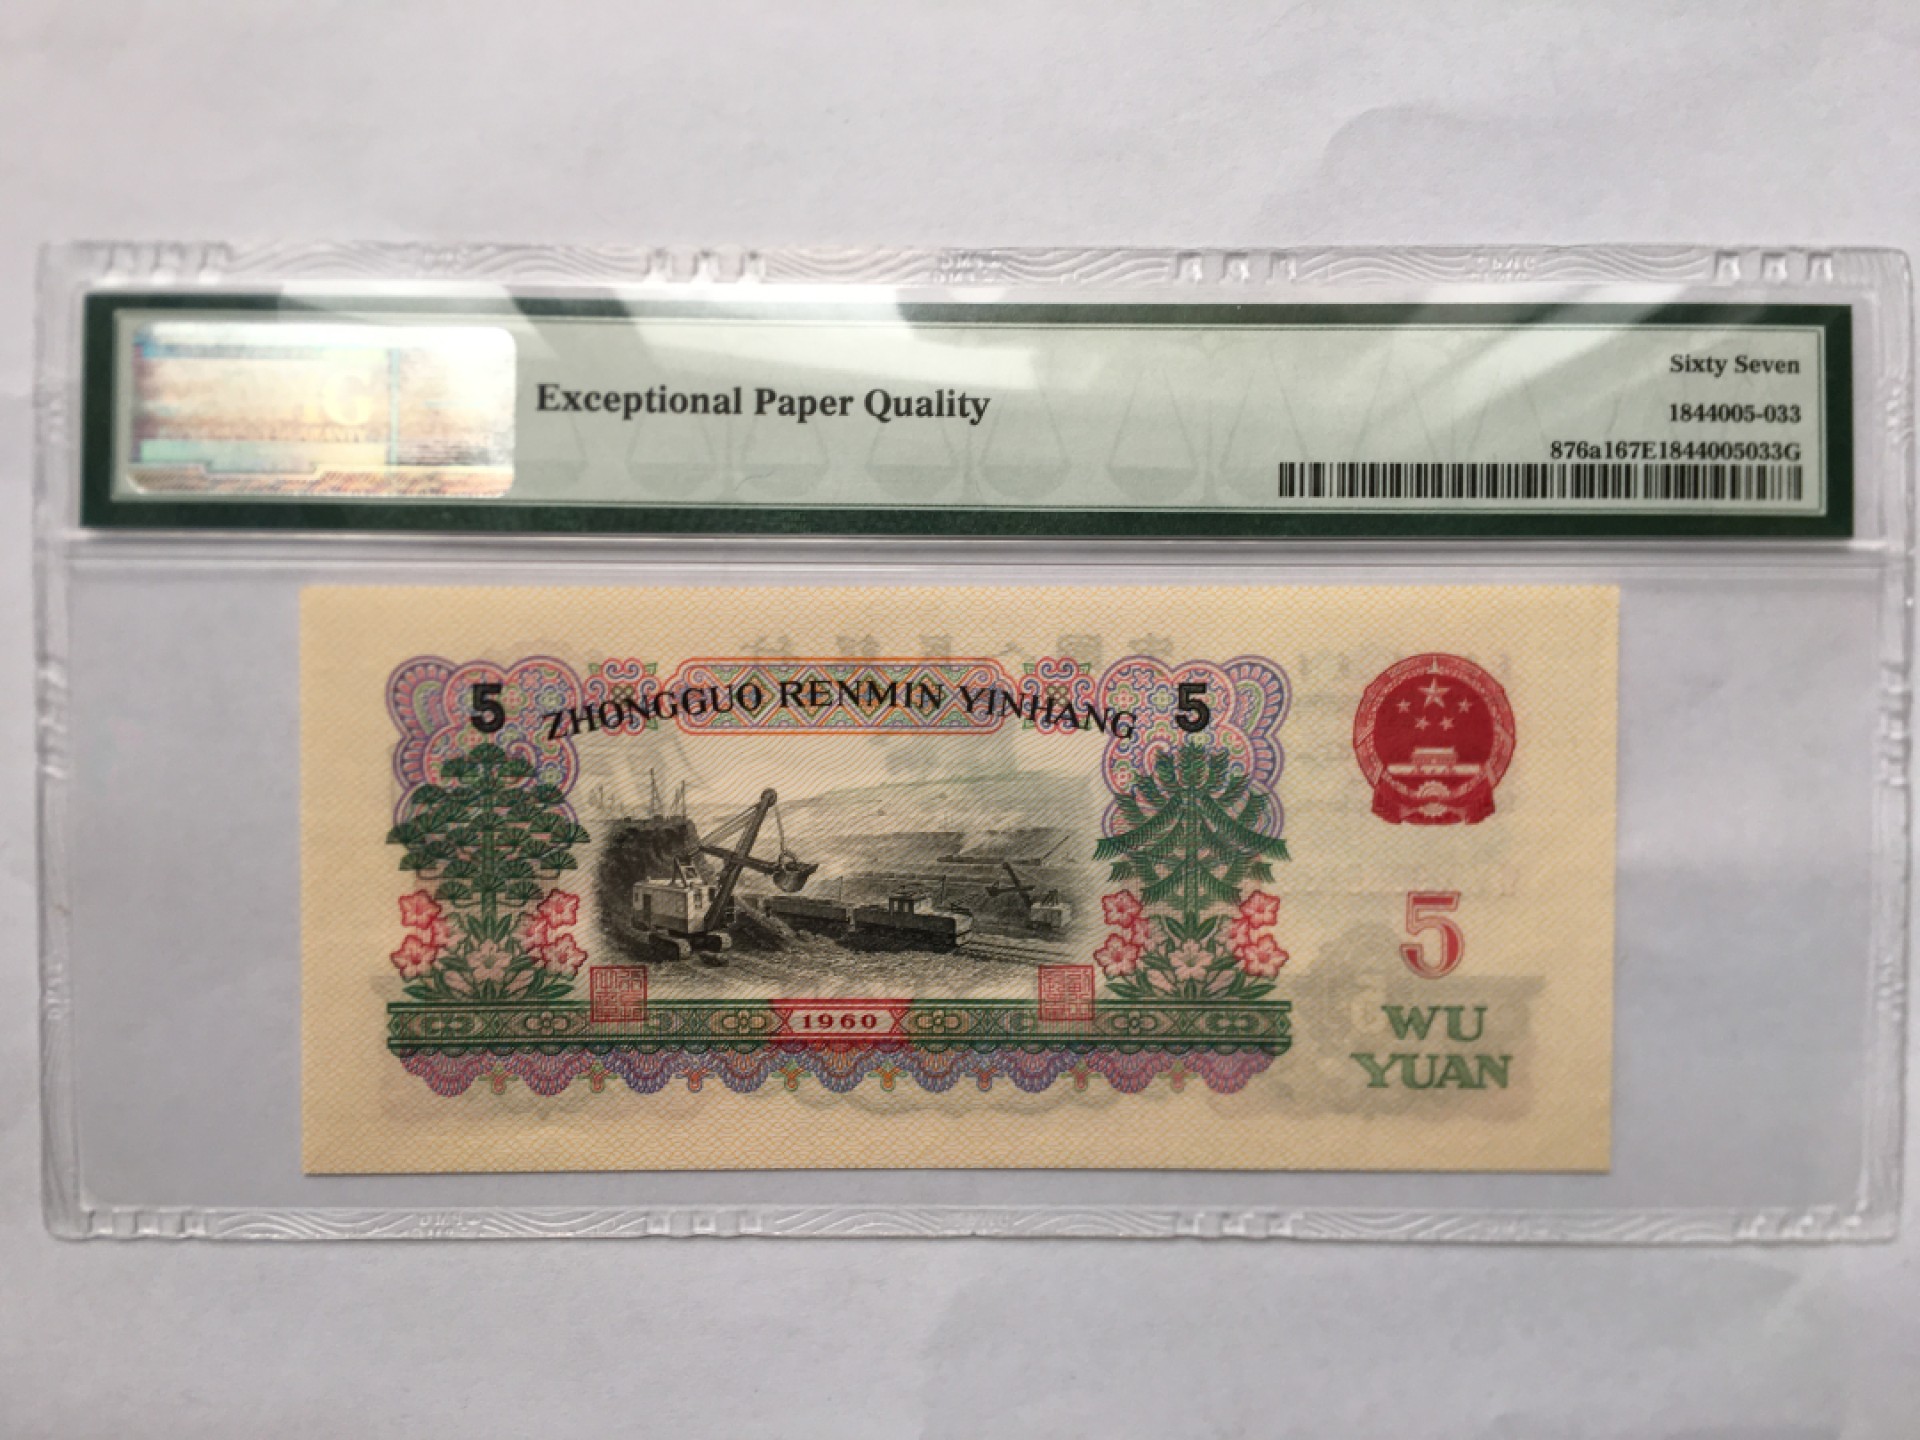 Exceptional Paper Quality
Sixty Seven
1844005-033
876a167E1844005033G
ZHONGGUO RENMIN YINHANG
5
5
5
WU
YUAN
1960